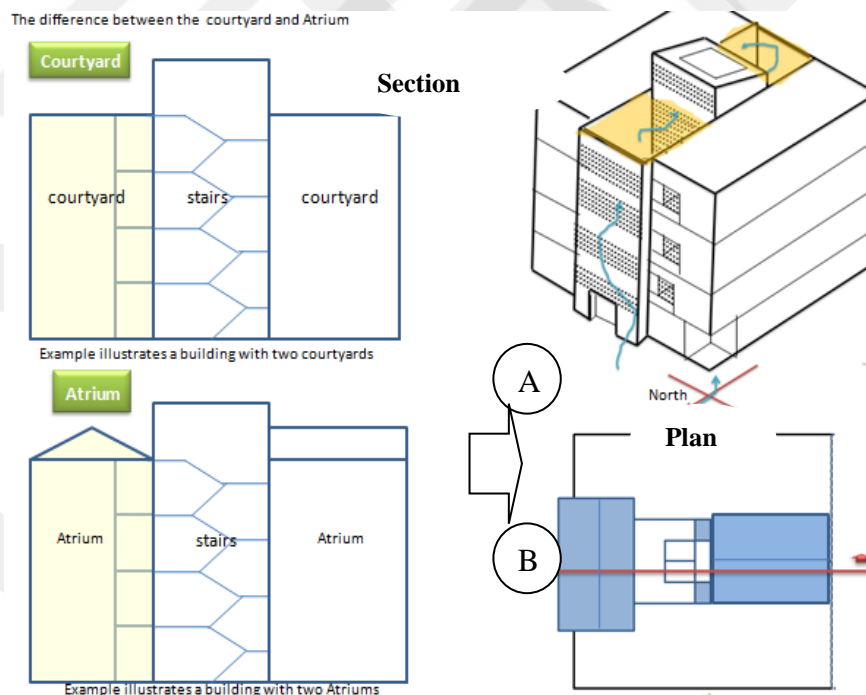 The difference between the courtyard and Atrium
Courtyard
Section
courtyard
stairs
courtyard
Example illustrates a building with two courtyards
Atrium
A
North
Plan
Atrium
stairs
Atrium
B
Example illustrates a building with two Atriums